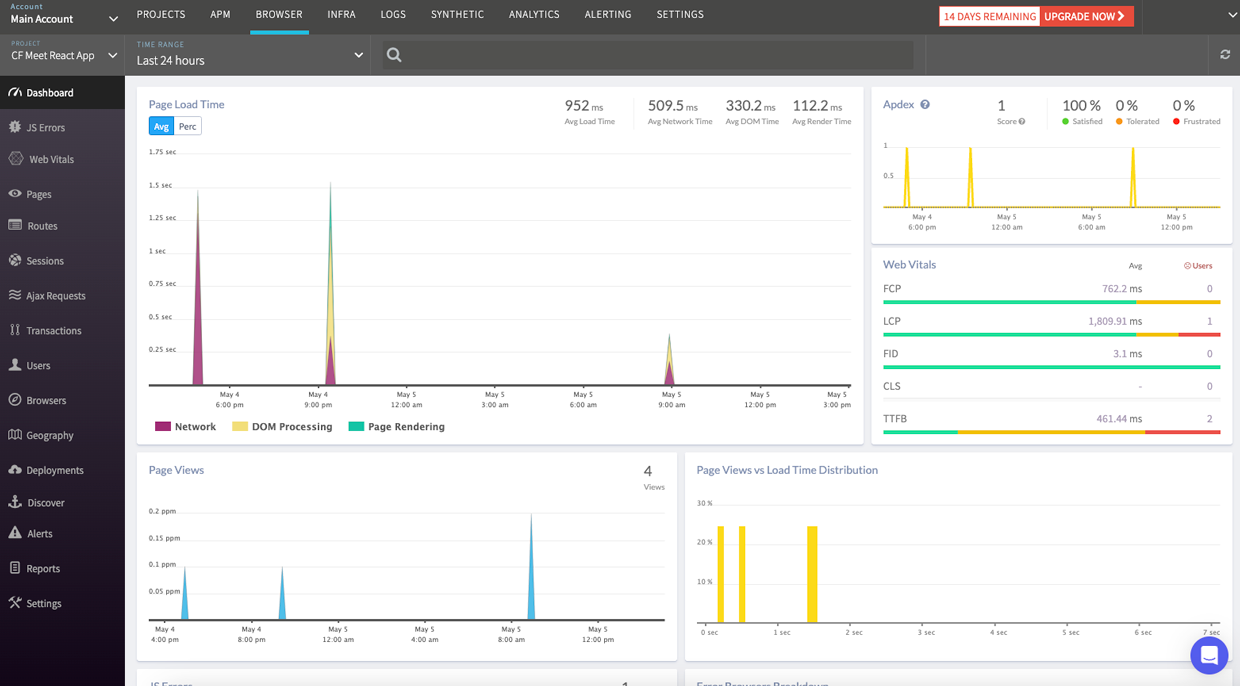 Account
Main Account
PROJECTS APM BROWSER INFRA LOGS SYNTHETIC ANALYTICS ALERTING SETTINGS
14 DAYS REMAINING UPGRADE NOW
PROJECT
CF Meet React App
TIME RANGE
Last 24 hours
Dashboard
JS Errors
Web Vitals
Pages
Routes
Sessions
Ajax Requests
Transactions
Users
Browsers
Geography
Deployments
Discover
Alerts
Reports
Settings
Page Load Time
Avg Perc
952 ms 509.5 ms 330.2 ms 112.2 ms
Avg Load Time Avg Network Time Avg DOM Time Avg Render Time
1.75 sec
1.5 sec
1.25 sec
1 sec
0.75 sec
0.5 sec
0.25 sec
May 4 May 4 May 5 May 5 May 5 May 5 May 5 May 5
6:00 pm 9:00 pm 12:00 am 3:00 am 6:00 am 9:00 am 12:00 pm 3:00 pm
Network DOM Processing Page Rendering
Apdex ?
1 100 % 0 % 0 %
Score ? Satisfied Tolerated Frustrated
1
0.5
May 4 May 5 May 5 May 5
6:00 pm 12:00 am 6:00 am 12:00 pm
Web Vitals Avg Users
FCP 762.2 ms 0
LCP 1,809.91 ms 1
FID 3.1 ms 0
CLS - 0
TTFB 461.44 ms 2
Page Views 4
Views
0.2 ppm
0.15 ppm
0.1 ppm
0.05 ppm
May 4 May 4 May 5 May 5 May 5 May 5
4:00 pm 8:00 pm 12:00 am 4:00 am 8:00 am 12:00 pm
Page Views vs Load Time Distribution
30 %
20 %
10 %
0 sec 1 sec 2 sec 3 sec 4 sec 5 sec 6 sec 7 sec
JS Errors 1
Error Browsers Breakdown